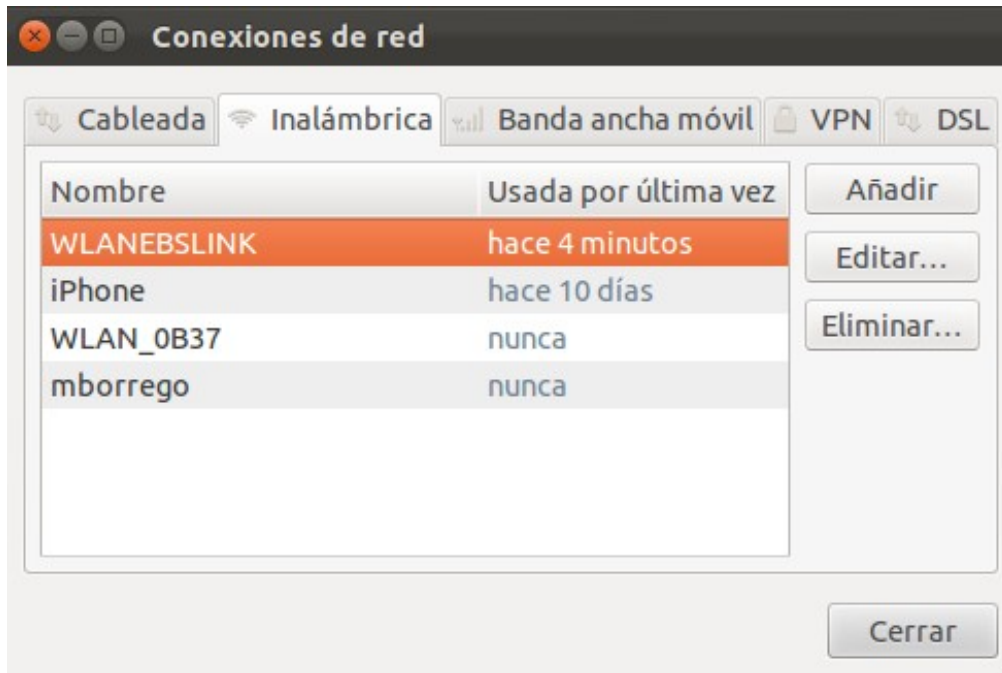 Conexiones de red
Cableada Inalámbrica Banda ancha móvil VPN DSL
Nombre Usada por última vez
WLANEBSLINK hace 4 minutos
iPhone hace 10 días
WLAN_0B37 nunca
mborrego nunca
Añadir
Editar...
Eliminar...
Cerrar